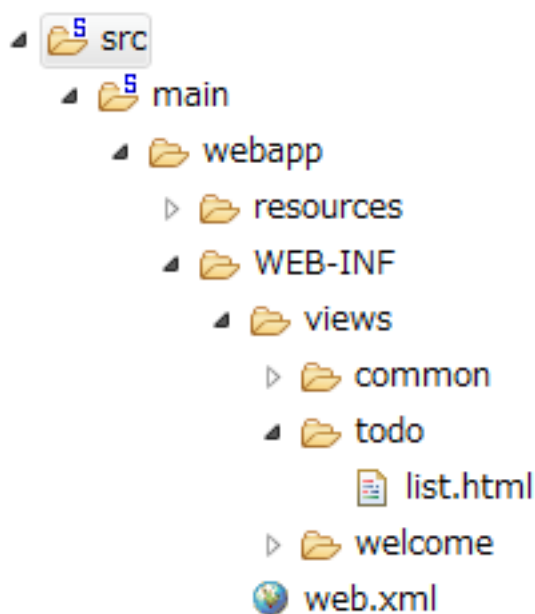 src
main
webapp
resources
WEB-INF
views
common
todo
list.html
welcome
web.xml